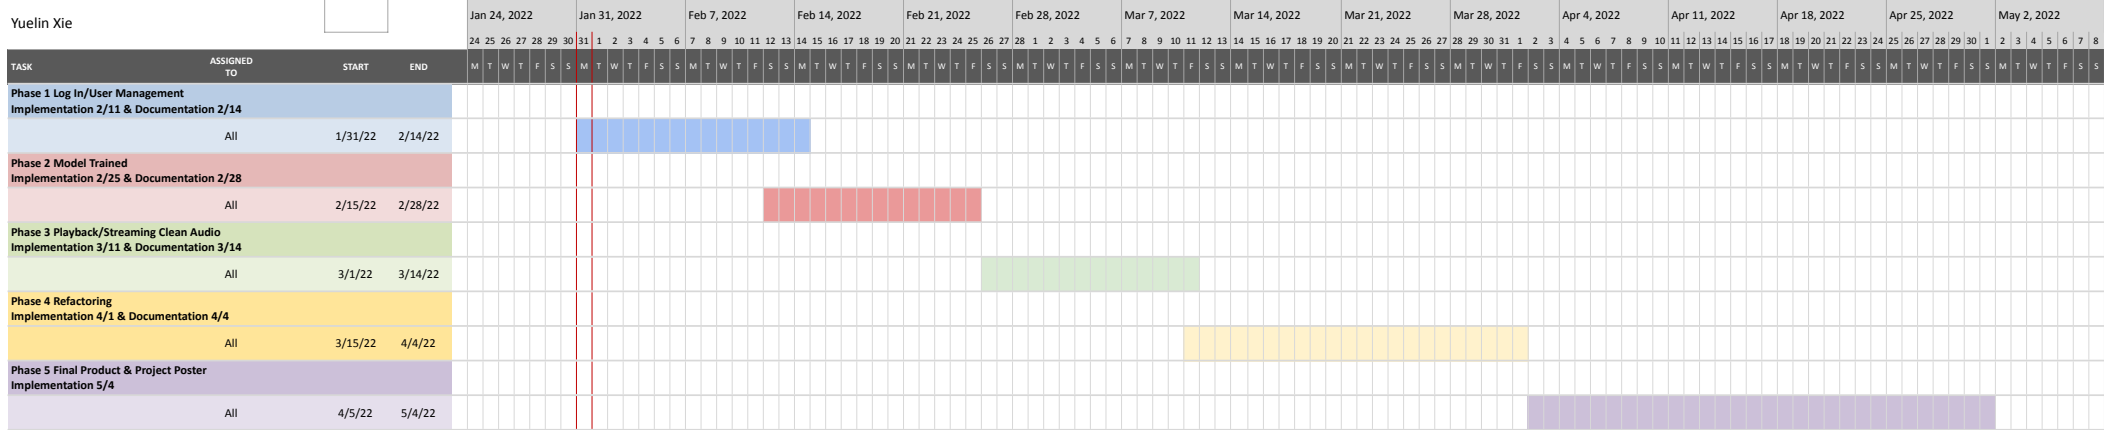 Yuelin Xie
Jan 24, 2022 Jan 31, 2022 Feb 7, 2022 Feb 14, 2022 Feb 21, 2022 Feb 28, 2022 Mar 7, 2022 Mar 14, 2022 Mar 21, 2022 Mar 28, 2022 Apr 4, 2022 Apr 11, 2022 Apr 18, 2022 Apr 25, 2022 May 2, 2022
24 25 26 27 28 29 30 31 1 2 3 4 5 6 7 8 9 10 11 12 13 14 15 16 17 18 19 20 21 22 23 24 25 26 27 28 1 2 3 4 5 6 7 8 9 10 11 12 13 14 15 16 17 18 19 20 21 22 23 24 25 26 27 28 29 30 31 1 2 3 4 5 6 7 8 9 10 11 12 13 14 15 16 17 18 19 20 21 22 23 24 25 26 27 28 29 30 1 2 3 4 5 6 7 8
TASK ASSIGNED TO START END M T W T F S S M T W T F S S M T W T F S S M T W T F S S M T W T F S S M T W T F S S M T W T F S S M T W T F S S M T W T F S S M T W T F S S M T W T F S S M T W T F S S M T W T F S S M T W T F S S M T W T F S S
Phase 1 Log In/User Management
Implementation 2/11 & Documentation 2/14
All 1/31/22 2/14/22
Phase 2 Model Trained
Implementation 2/25 & Documentation 2/28
All 2/15/22 2/28/22
Phase 3 Playback/Streaming Clean Audio
Implementation 3/11 & Documentation 3/14
All 3/1/22 3/14/22
Phase 4 Refactoring
Implementation 4/1 & Documentation 4/4
All 3/15/22 4/4/22
Phase 5 Final Product & Project Poster
Implementation 5/4
All 4/5/22 5/4/22